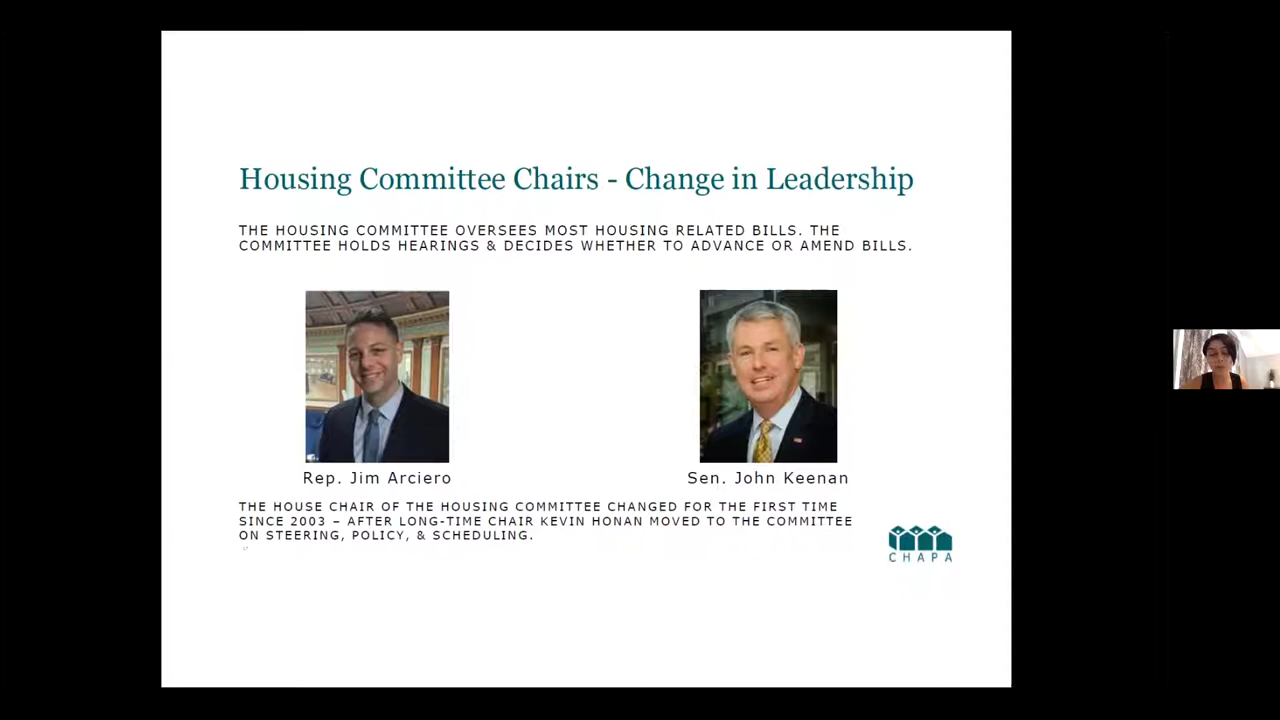 Housing Committee Chairs - Change in Leadership
THE HOUSING COMMITTEE OVERSEES MOST HOUSING RELATED BILLS. THE
COMMITTEE HOLDS HEARINGS & DECIDES WHETHER TO ADVANCE OR AMEND BILLS.
Rep. Jim Arciero
Sen. John Keenan
THE HOUSE CHAIR OF THE HOUSING COMMITTEE CHANGED FOR THE FIRST TIME
SINCE 2003 – AFTER LONG-TIME CHAIR KEVIN HONAN MOVED TO THE COMMITTEE
ON STEERING, POLICY, & SCHEDULING.
CHAPA